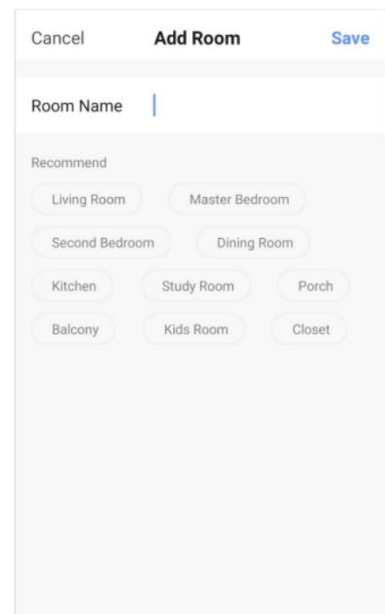 Cancel Add Room Save
Room Name
Recommend
Living Room Master Bedroom
Second Bedroom Dining Room
Kitchen Study Room Porch
Balcony Kids Room Closet